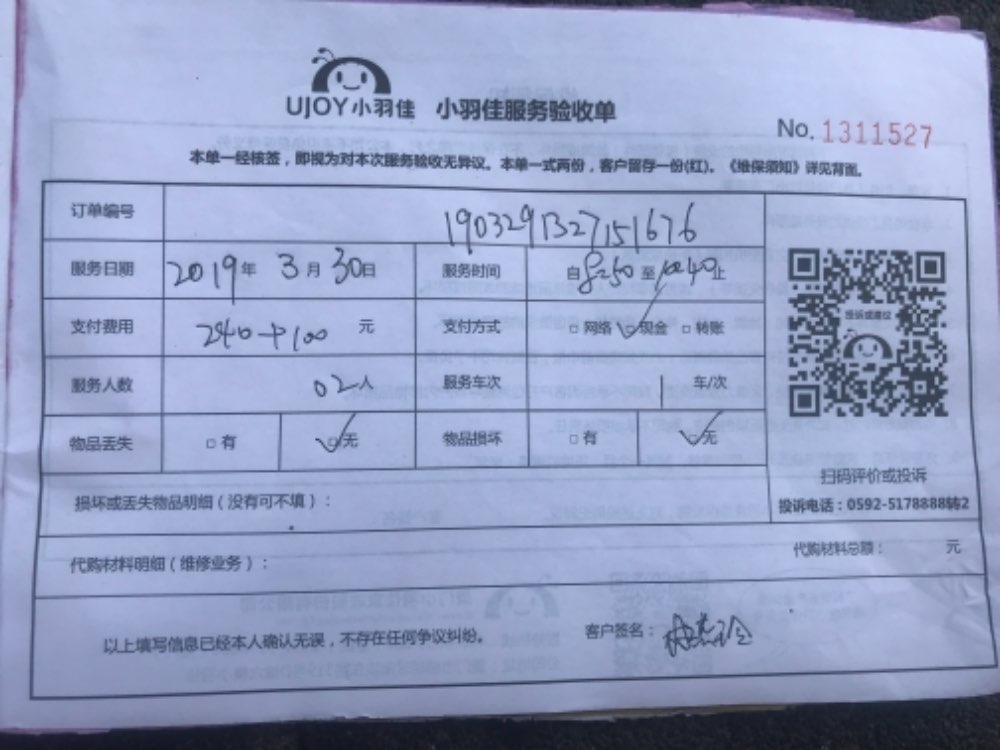 UJOY小羽佳 小羽佳服务验收单
No. 1311527
本单一经核签，即视为对本次服务验收无异议。本单一式两份，客户留存一份(红)。《维保须知》详见背面。
订单编号 1903291327151676
服务日期 2019年 3月 30日 服务时间 自8:50至 40止
支付费用 240+100 元 支付方式 □网络 ☑现金 □转账
投诉或建议
服务人数 02人 服务车次 1 车/次
物品丢失 □有 ☑无 物品损坏 □有 ☑无
扫码评价或投诉
损坏或丢失物品明细（没有可不填）：
投诉电话：0592-5178888转2
代购材料明细（维修业务）： 代购材料总额： 元
以上填写信息已经本人确认无误，不存在任何争议纠纷。 客户签名：